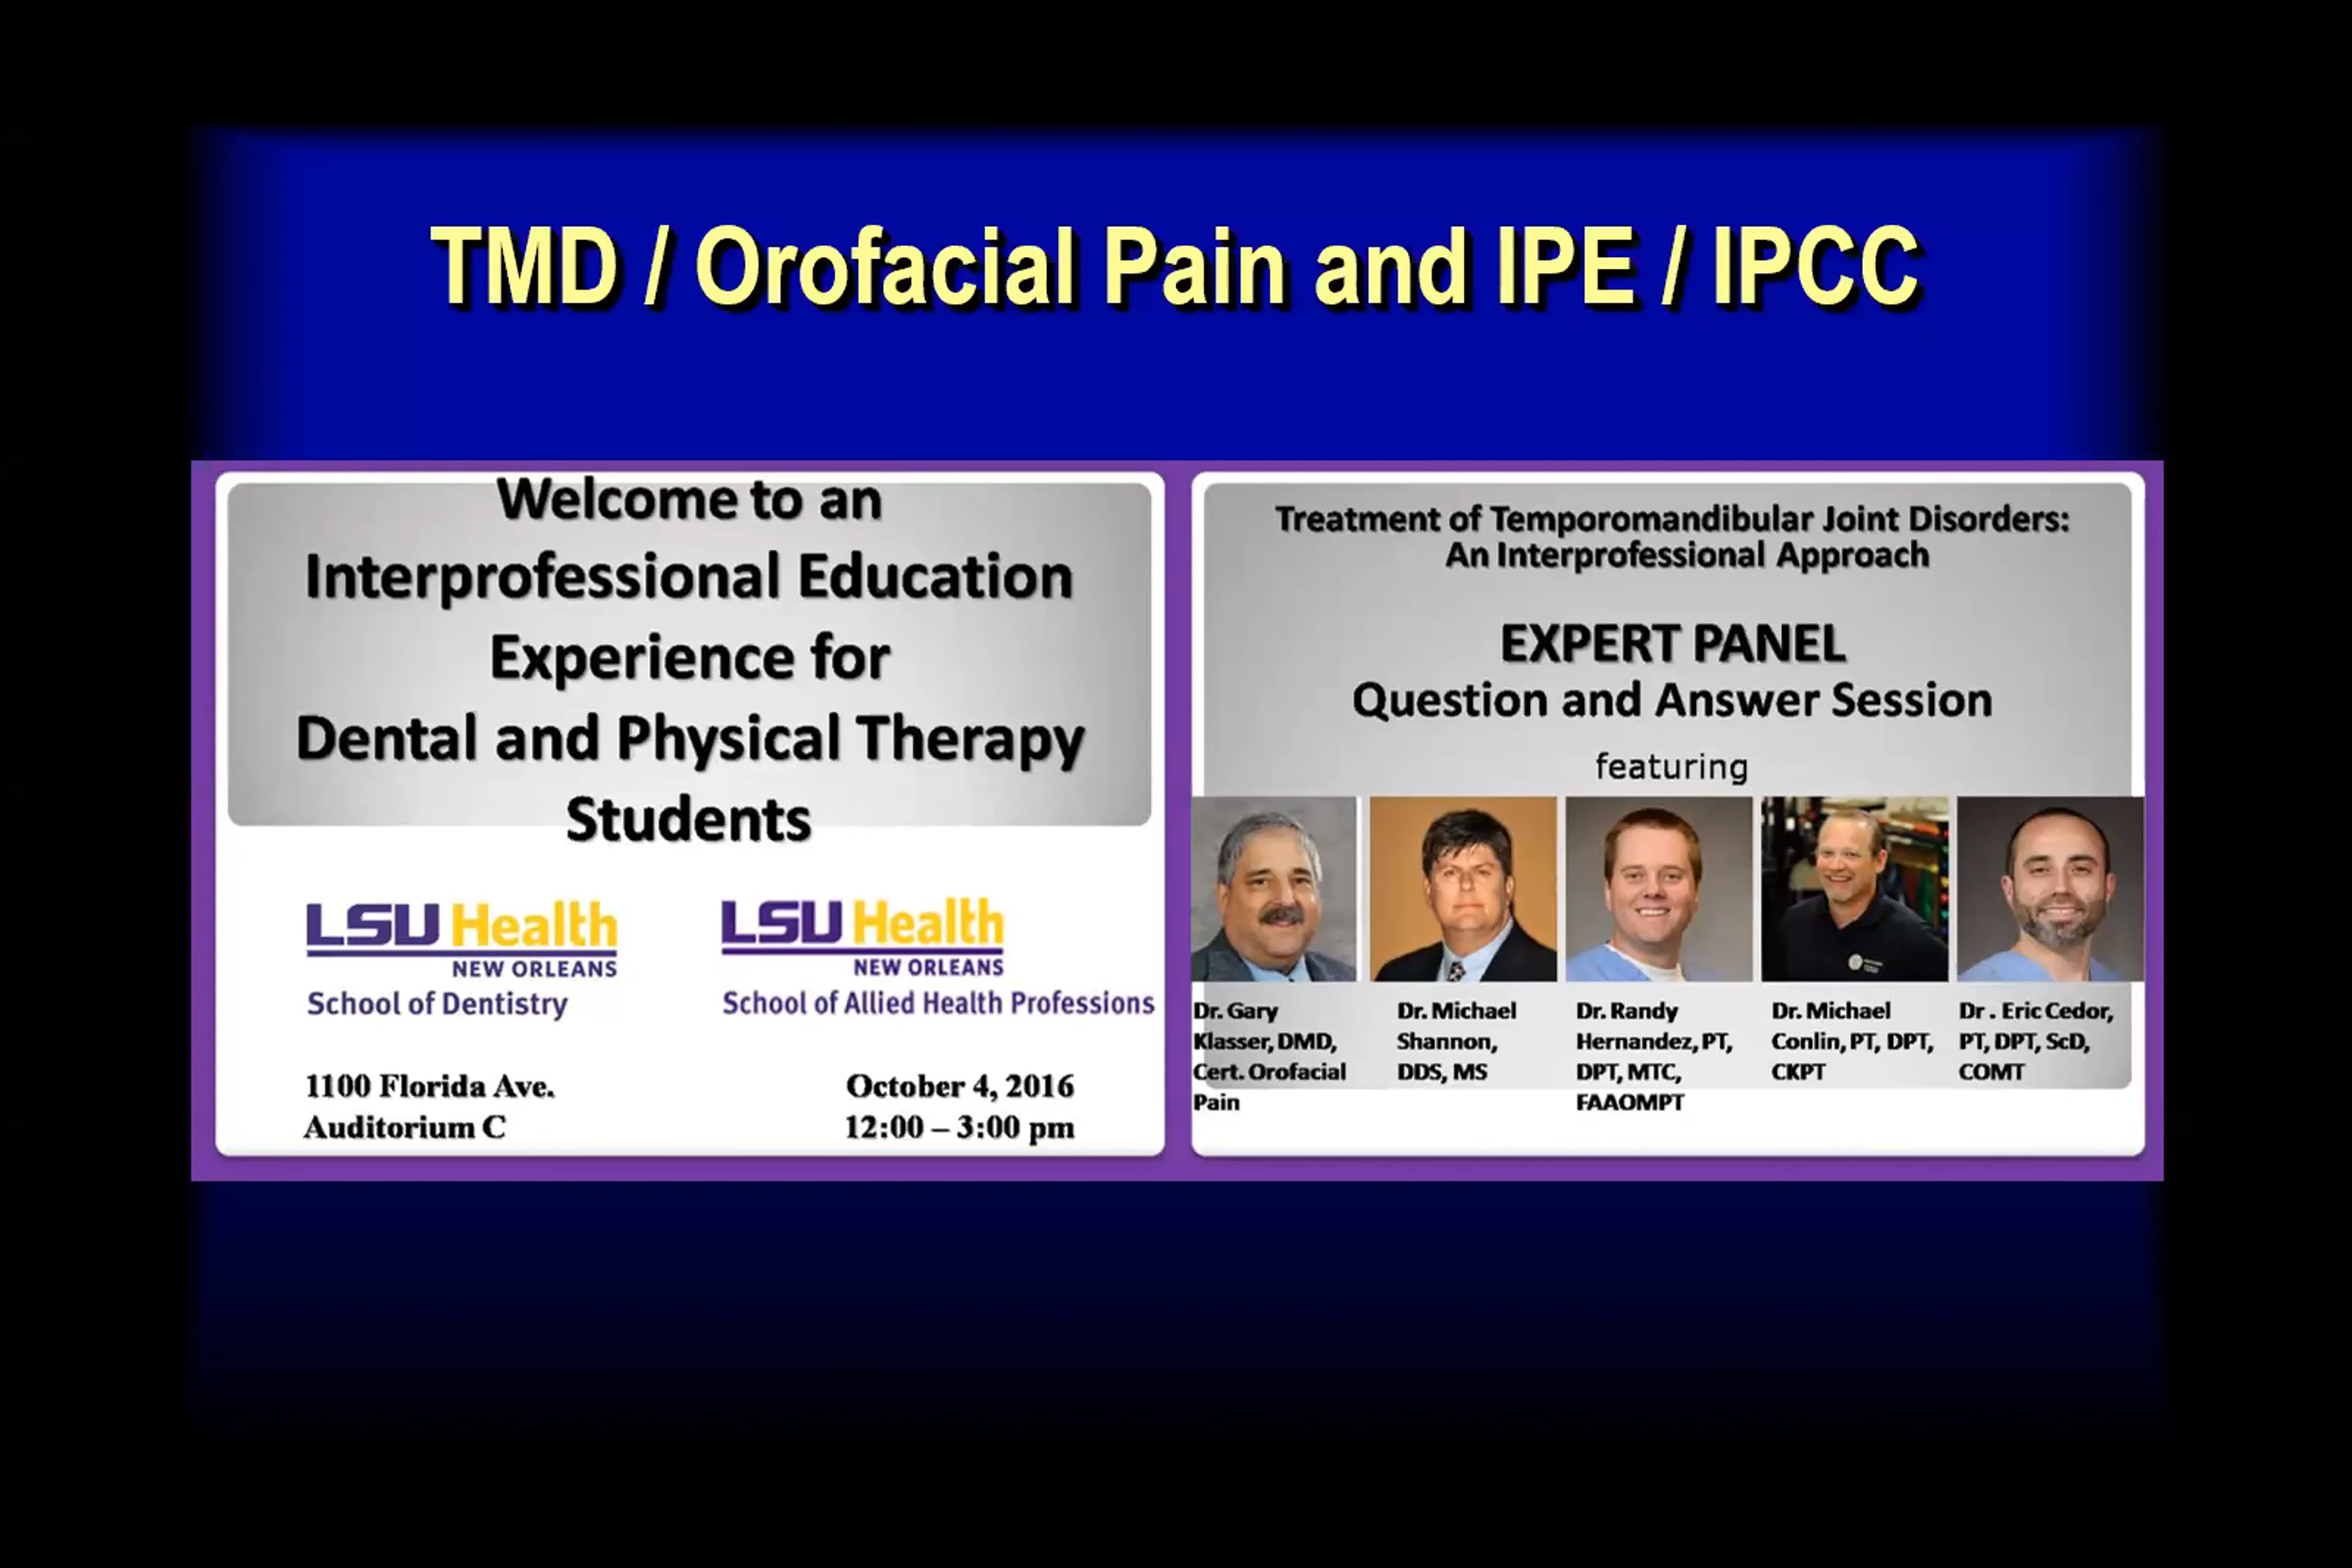 TMD / Orofacial Pain and IPE / IPCC
Welcome to an
Interprofessional Education
Experience for
Dental and Physical Therapy
Students
LSU Health
NEW ORLEANS
School of Dentistry
LSU Health
NEW ORLEANS
School of Allied Health Professions
1100 Florida Ave.
Auditorium C
October 4, 2016
12:00 – 3:00 pm
Treatment of Temporomandibular Joint Disorders:
An Interprofessional Approach
EXPERT PANEL
Question and Answer Session
featuring
Dr. Gary
Klasser, DMD,
Cert. Orofacial
Pain
Dr. Michael
Shannon,
DDS, MS
Dr. Randy
Hernandez, PT,
DPT, MTC,
FAAOMPT
Dr. Michael
Conlin, PT, DPT,
CKPT
Dr . Eric Cedor,
PT, DPT, ScD,
COMT